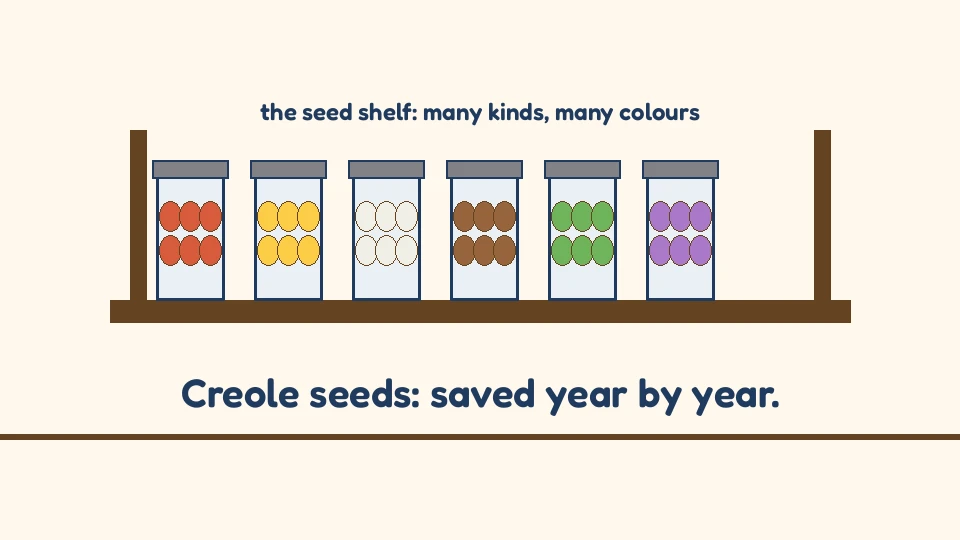 the seed shelf: many kinds, many colours
Creole seeds: saved year by year.